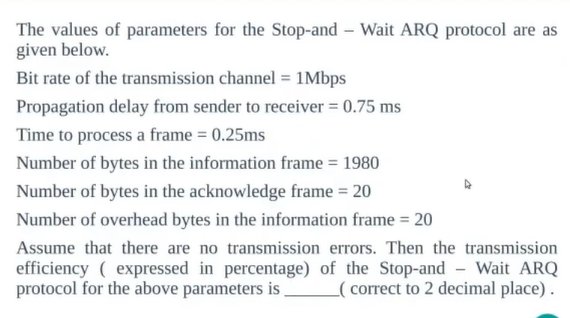 The values of parameters for the Stop-and – Wait ARQ protocol are as
given below.
Bit rate of the transmission channel = 1Mbps
Propagation delay from sender to receiver = 0.75 ms
Time to process a frame = 0.25ms
Number of bytes in the information frame = 1980
Number of bytes in the acknowledge frame = 20
Number of overhead bytes in the information frame = 20
Assume that there are no transmission errors. Then the transmission
efficiency ( expressed in percentage) of the Stop-and – Wait ARQ
protocol for the above parameters is ______( correct to 2 decimal place) .